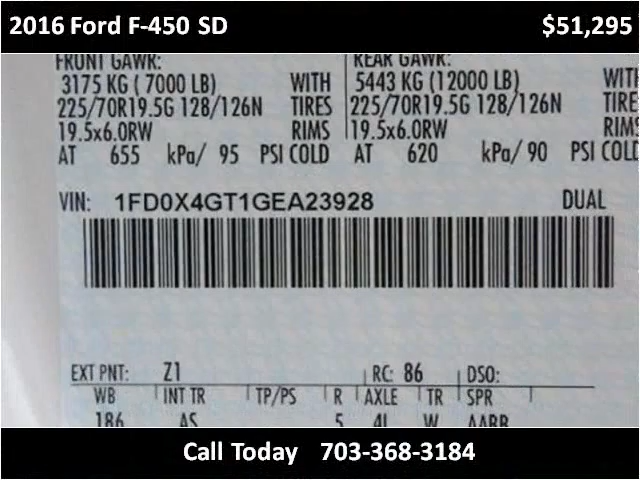 2016 Ford F-450 SD $51,295
FRONT GAWR: REAR GAWR:
3175 KG ( 7000 LB) WITH 5443 KG (12000 LB) WITH
225/70R19.5G 128/126N TIRES 225/70R19.5G 128/126N TIRE
19.5x6.0RW RIMS 19.5x6.0RW RIMS
AT 655 kPa/ 95 PSI COLD AT 620 kPa/ 90 PSI COLD
VIN: 1FD0X4GT1GEA23928 DUAL
EXT PNT: Z1 RC: 86 DSO:
WB INT TR TP/PS R AXLE TR SPR
186 AS 5 4L W AARR
Call Today 703-368-3184